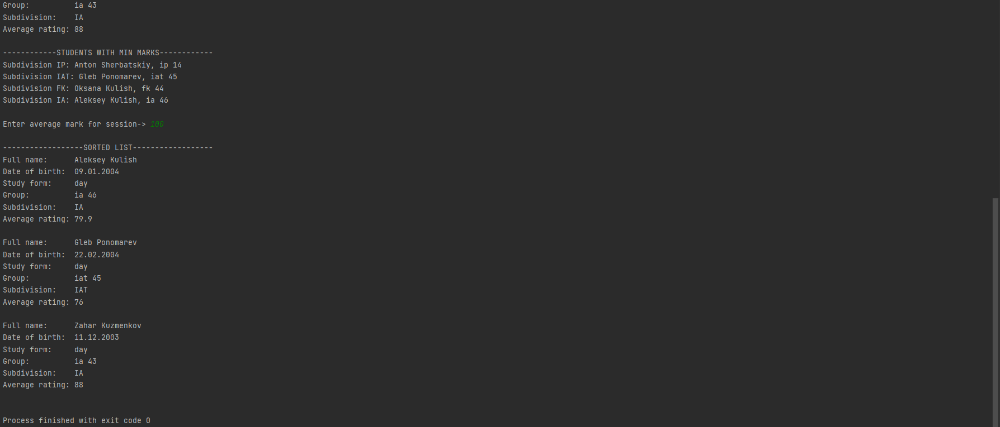 Group:          ia 43
Subdivision:    IA
Average rating: 88
------------STUDENTS WITH MIN MARKS------------
Subdivision IP: Anton Sherbatskiy, ip 14
Subdivision IAT: Gleb Ponomarev, iat 45
Subdivision FK: Oksana Kulish, fk 44
Subdivision IA: Aleksey Kulish, ia 46
Enter average mark for session-> 100
------------------SORTED LIST------------------
Full name:      Aleksey Kulish
Date of birth:  09.01.2004
Study form:     day
Group:          ia 46
Subdivision:    IA
Average rating: 79.9
Full name:      Gleb Ponomarev
Date of birth:  22.02.2004
Study form:     day
Group:          iat 45
Subdivision:    IAT
Average rating: 76
Full name:      Zahar Kuzmenkov
Date of birth:  11.12.2003
Study form:     day
Group:          ia 43
Subdivision:    IA
Average rating: 88
Process finished with exit code 0